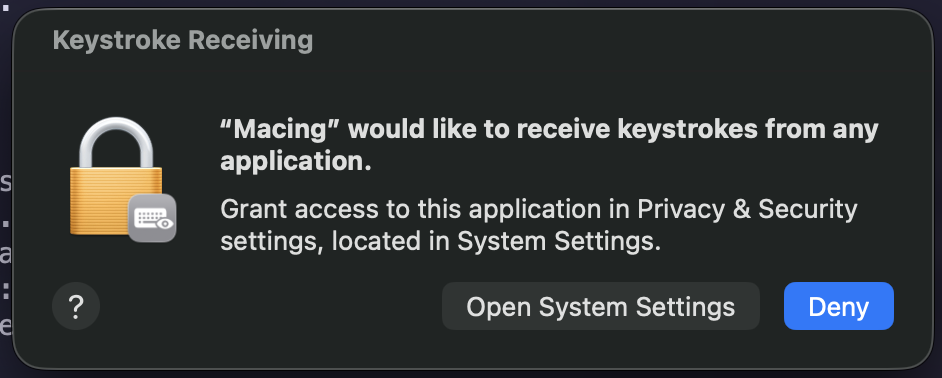 Keystroke Receiving
“Macing” would like to receive keystrokes from any
application.
Grant access to this application in Privacy & Security
settings, located in System Settings.
?
Open System Settings
Deny